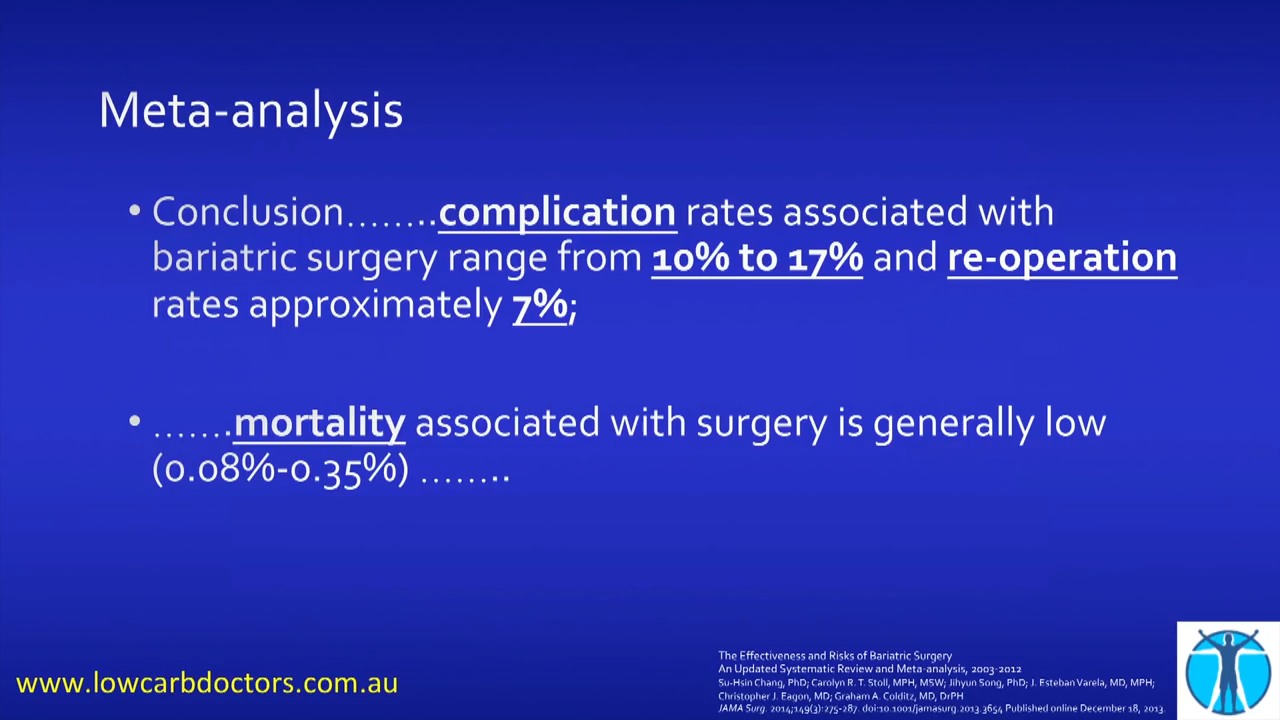 Meta-analysis
• Conclusion……..complication rates associated with
bariatric surgery range from 10% to 17% and re-operation
rates approximately 7%;
• …….mortality associated with surgery is generally low
(0.08%-0.35%) ……..
www.lowcarbdoctors.com.au
The Effectiveness and Risks of Bariatric Surgery
An Updated Systematic Review and Meta-analysis, 2003-2012
Su-Hsin Chang, PhD; Carolyn R. T. Stoll, MPH, MSW; Jihyun Song, PhD; J. Esteban Varela, MD, MPH;
Christopher J. Eagon, MD; Graham A. Colditz, MD, DrPH
JAMA Surg. 2014;149(3):275-287. doi:10.1001/jamasurg.2013.3654 Published online December 18, 2013.